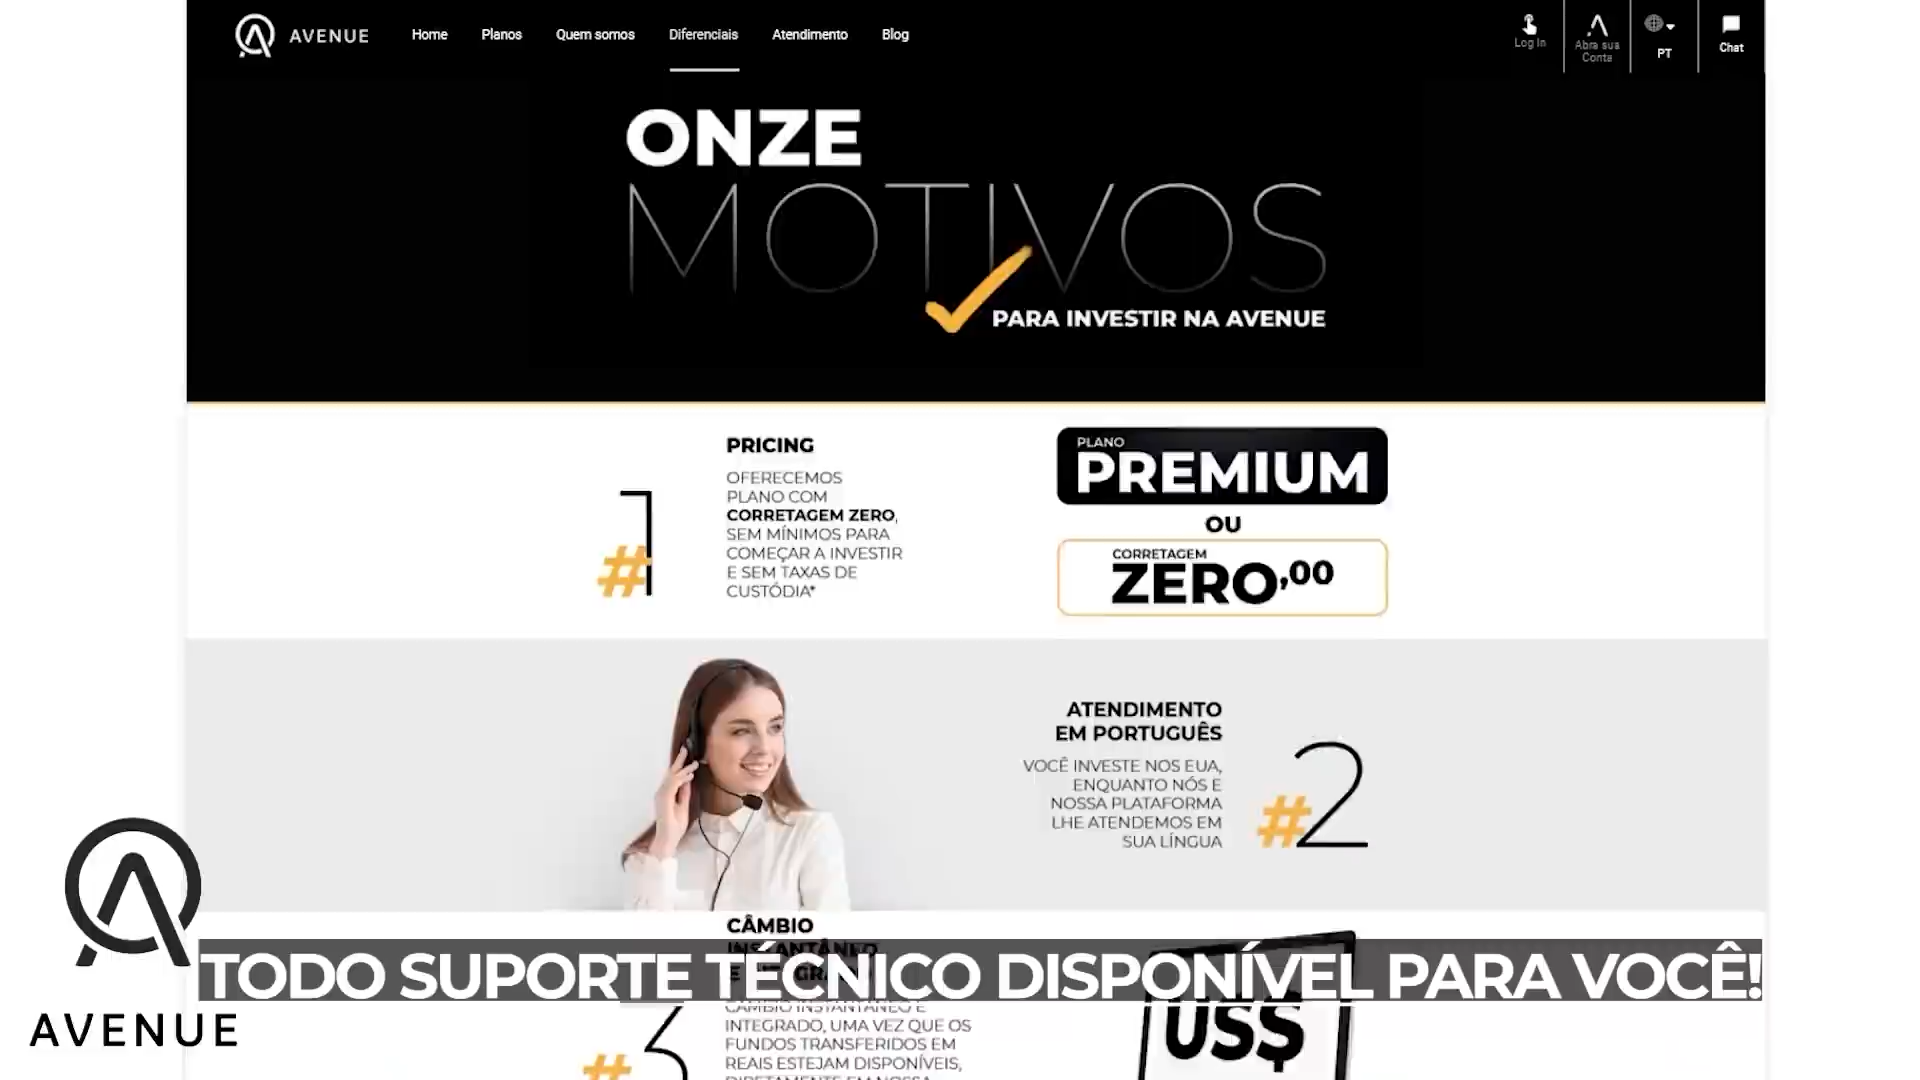 AVENUE
Home
Planos
Quem somos
Diferenciais
Atendimento
Blog
Log In
Abra sua
Conta
PT
Chat
ONZE
MOTIVOS
PARA INVESTIR NA AVENUE
#1
PRICING
OFERECEMOS
PLANO COM
CORRETAGEM ZERO,
SEM MÍNIMOS PARA
COMEÇAR A INVESTIR
E SEM TAXAS DE
CUSTÓDIA*
PLANO
PREMIUM
OU
CORRETAGEM
ZERO,00
ATENDIMENTO
EM PORTUGUÊS
VOCÊ INVESTE NOS EUA,
ENQUANTO NÓS E
NOSSA PLATAFORMA
LHE ATENDEMOS EM
SUA LÍNGUA
#2
CÂMBIO
INSTANTÂNEO
TODO SUPORTE TÉCNICO DISPONÍVEL PARA VOCÊ!
#3
CÂMBIO INSTANTÂNEO E
INTEGRADO, UMA VEZ QUE OS
FUNDOS TRANSFERIDOS EM
REAIS ESTEJAM DISPONÍVEIS,
US$
AVENUE